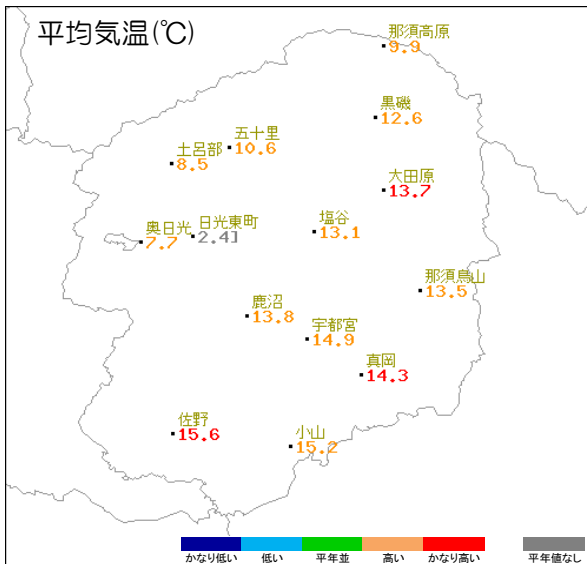 平均気温(℃)
那須高原
9.9
黒磯
12.6
五十里
10.6
土呂部
8.5
大田原
13.7
日光東町
2.4]
奥日光
7.7
塩谷
13.1
那須烏山
13.5
鹿沼
13.8
宇都宮
14.9
真岡
14.3
佐野
15.6
小山
15.2
かなり低い 低い 平年並 高い かなり高い 平年値なし